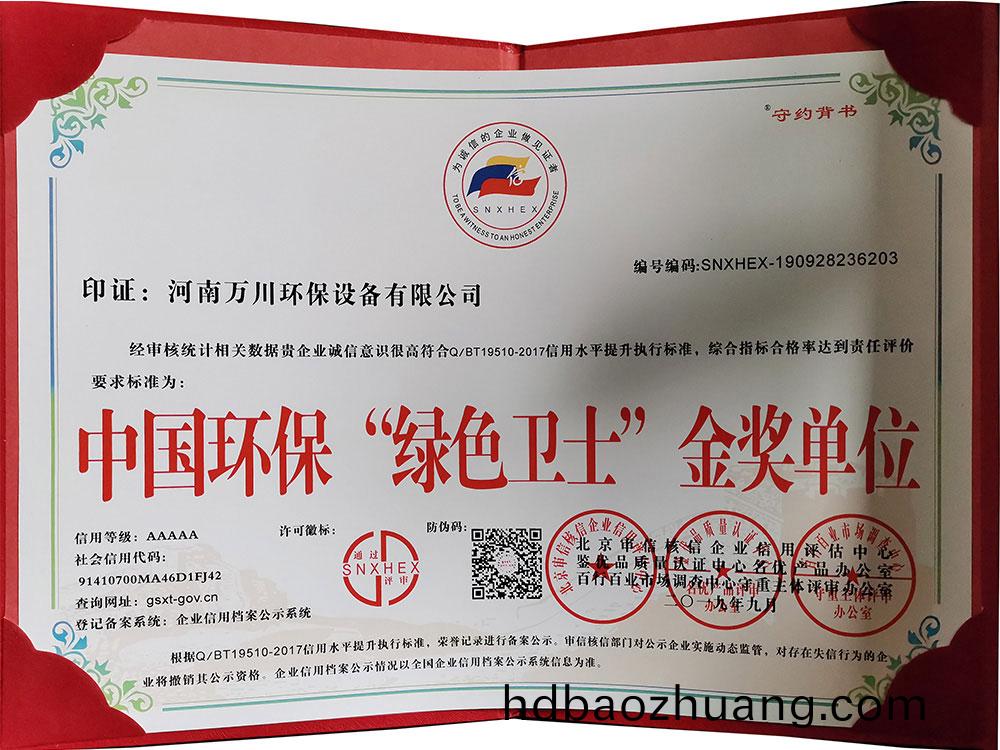 ®守约背书
为诚信的企业做见证者
信
SNXHEX
TO BE A WITNESS TO AN HONEST ENTERPRISE
编号编码:SNXHEX-190928236203
印证：河南万川环保设备有限公司
经审核统计相关数据贵企业诚信意识很高符合Q/BT19510-2017信用水平提升执行标准，综合指标合格率达到责任评价
要求标准为：
中国环保“绿色卫士”金奖单位
信用等级：AAAAA
社会信用代码：
91410700MA46D1FJ42
查询网址：gsxt-gov.cn
登记备案系统：企业信用档案公示系统
许可徽标：
通过
SNXHEX
评审
防伪码：
北京审信核信企业信用评估中心
鉴优品质量认证中心名优产品办公室
百行百业市场调查中心守重主体评审办公室
二〇一九年九月
办公室
办公室
根据Q/BT19510-2017信用水平提升执行标准，荣誉记录进行备案公示。审信核信部门对公示企业实施动态监管，对存在失信行为的企
业将撤销其公示资格。企业信用档案公示情况以全国企业信用档案公示系统信息为准。
hdbaozhuang.com